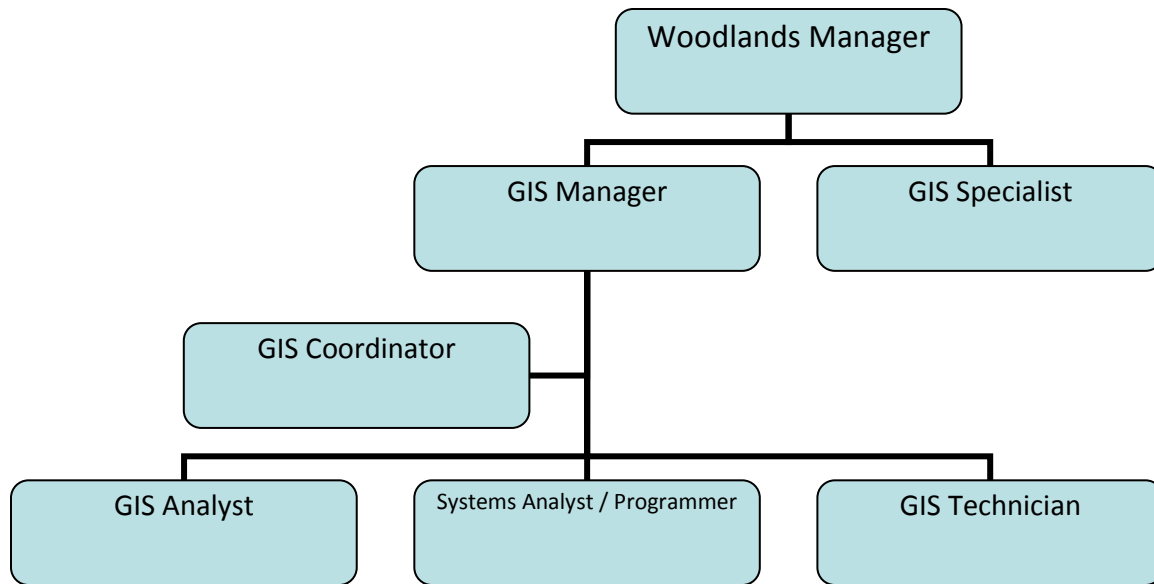 Woodlands Manager
GIS Manager
GIS Specialist
GIS Coordinator
GIS Analyst
Systems Analyst / Programmer
GIS Technician